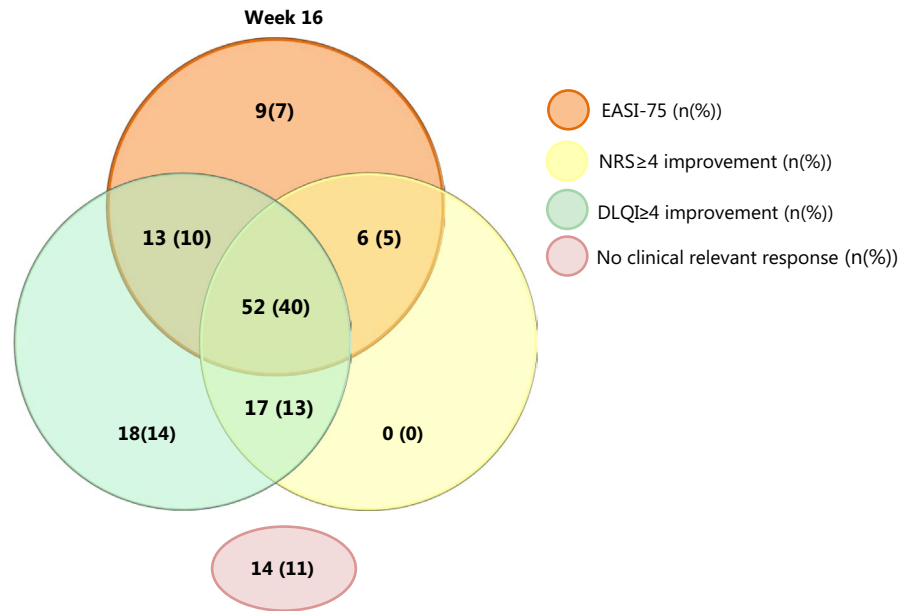 Week 16
9(7)
EASI-75 (n(%))
NRS≥4 improvement (n(%))
DLQI≥4 improvement (n(%))
No clinical relevant response (n(%))
13 (10)
6 (5)
52 (40)
17 (13)
18(14)
0 (0)
14 (11)